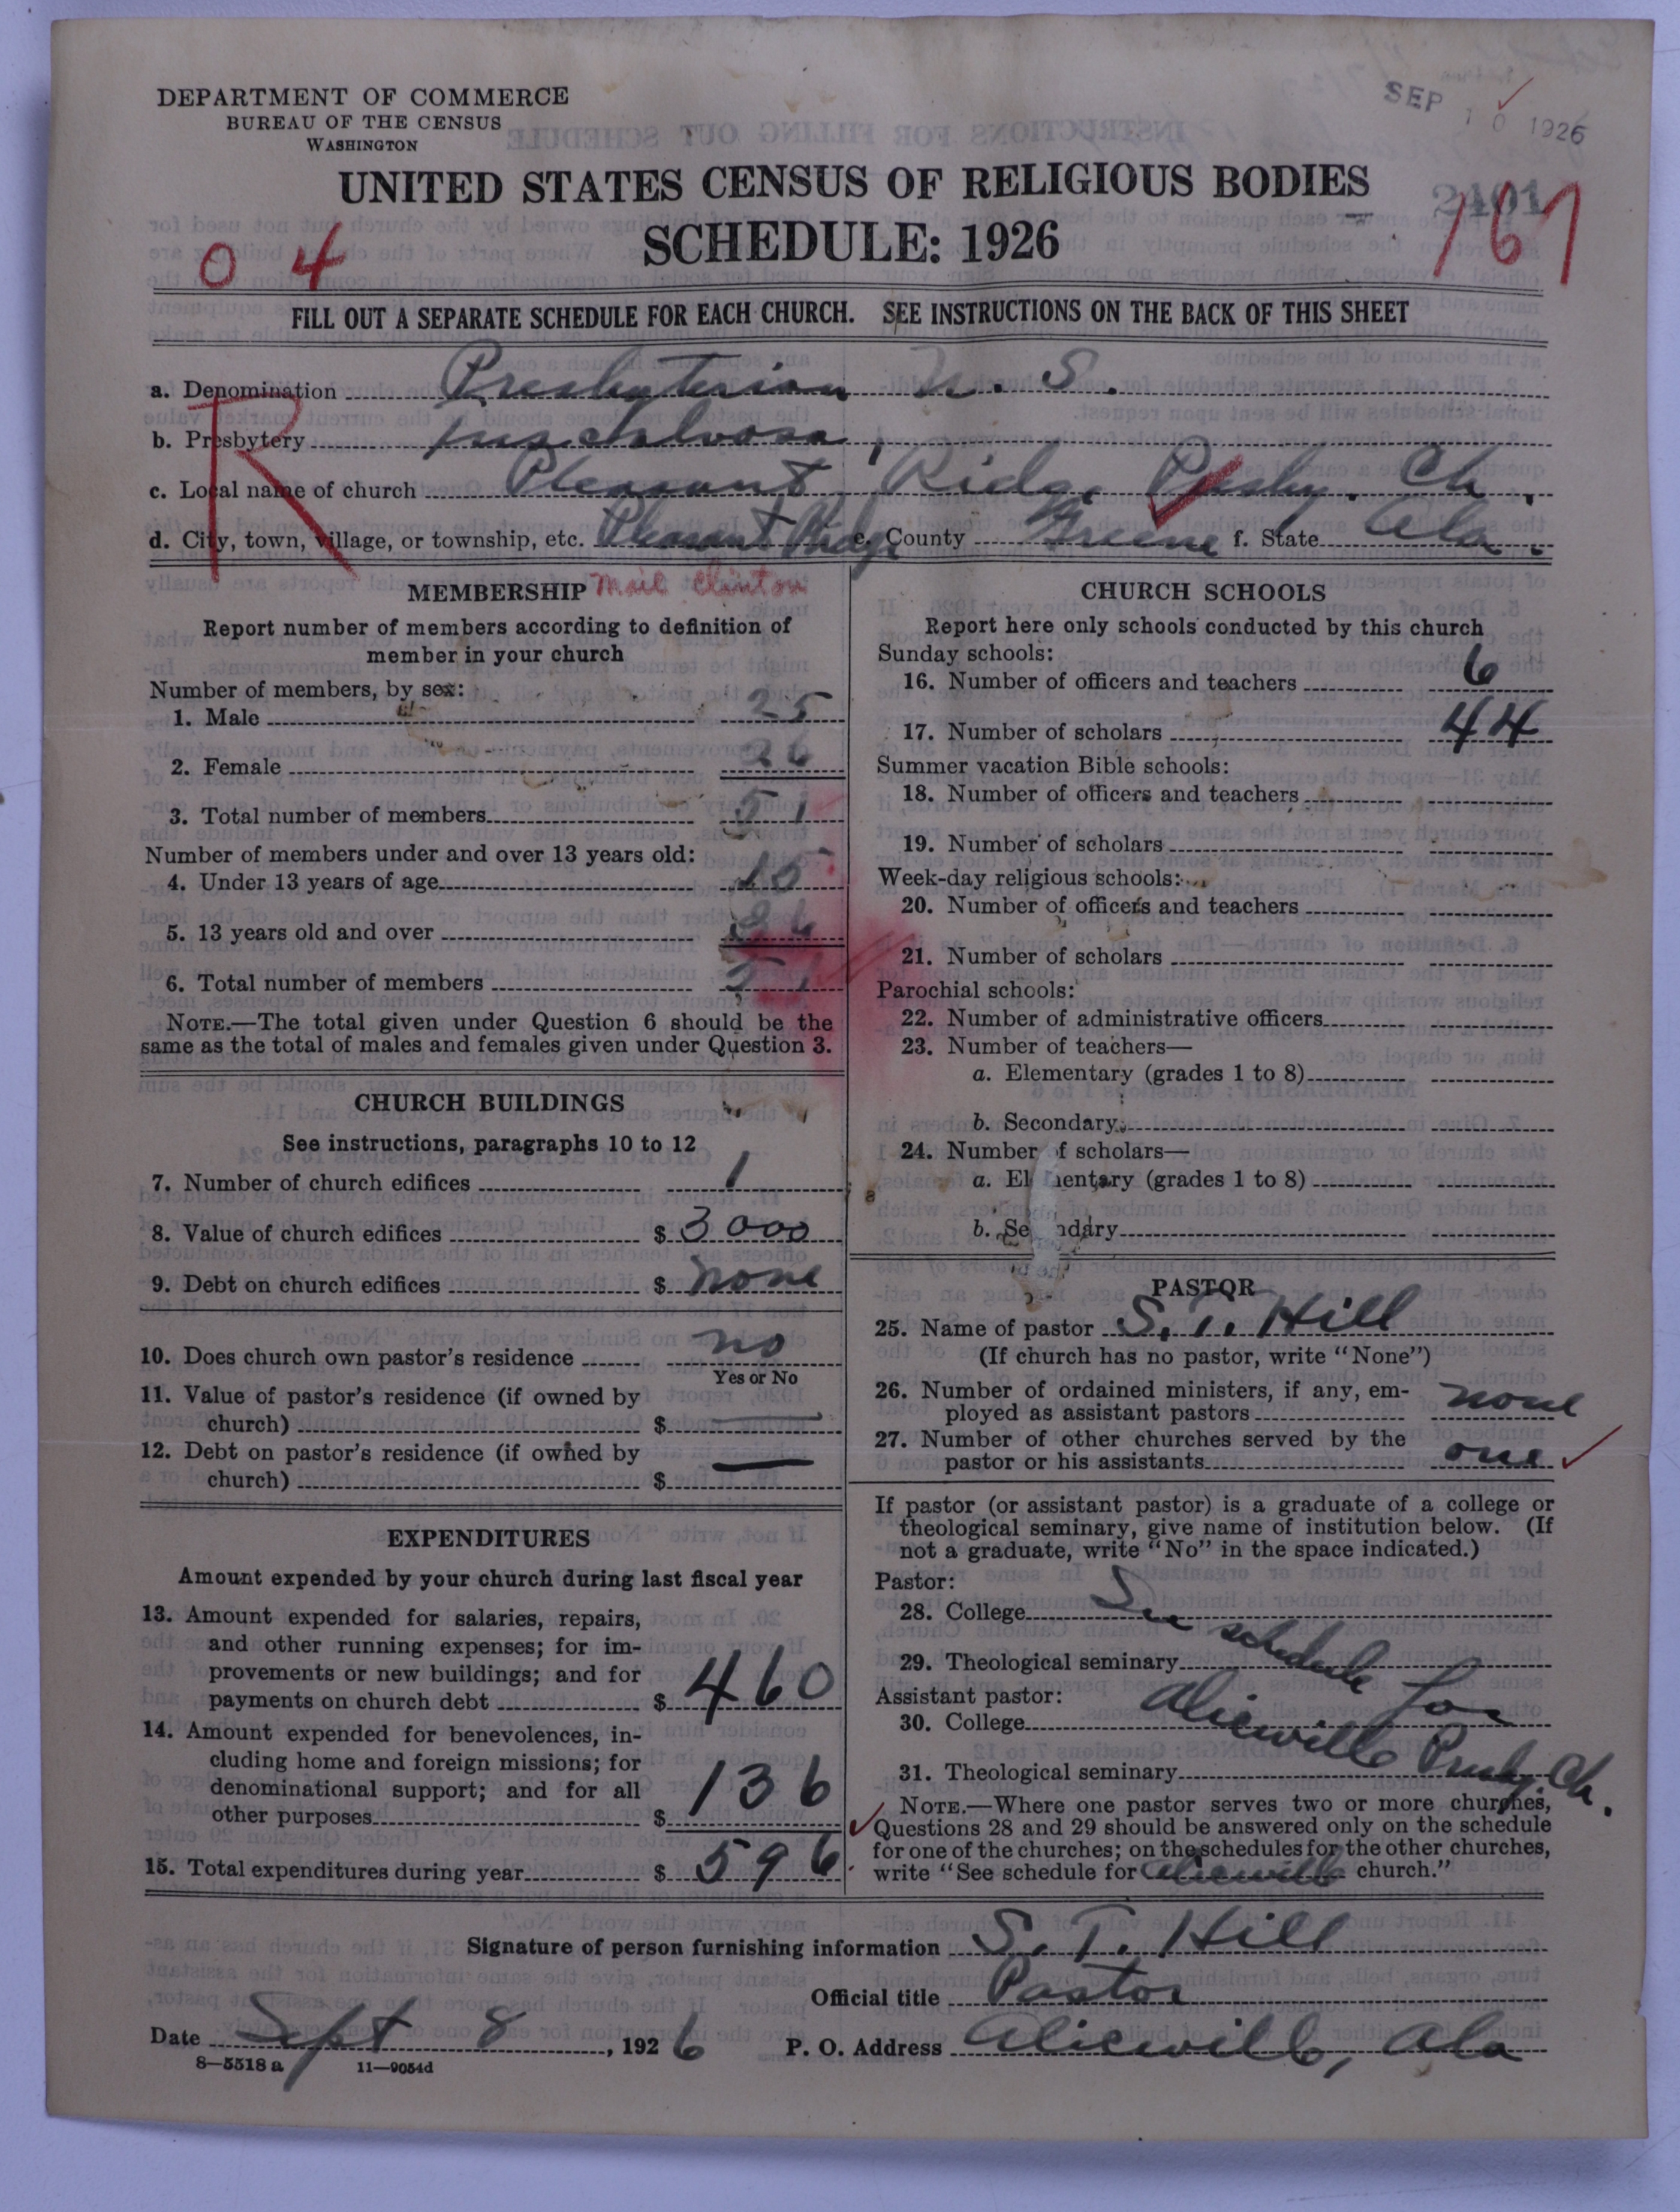 DEPARTMENT OF COMMERCE
BUREAU OF THE CENSUS
WASHINGTON
SEP 10 1926
UNITED STATES CENSUS OF RELIGIOUS BODIES
SCHEDULE: 1926
2401
167
0 4
FILL OUT A SEPARATE SCHEDULE FOR EACH CHURCH. SEE INSTRUCTIONS ON THE BACK OF THIS SHEET
R
a. Denomination Presbyterian U. S.
b. Presbytery
c. Local name of church Pleasant Ridge Presby. Ch.
d. City, town, village, or township, etc. Pleasant Ridge e. County Greene f. State Ala.
MEMBERSHIP Mail Clinton
Report number of members according to definition of
member in your church
Number of members, by sex:
1. Male 25
2. Female 26
3. Total number of members 51
Number of members under and over 13 years old:
4. Under 13 years of age 15
5. 13 years old and over
6. Total number of members 51
NOTE.—The total given under Question 6 should be the
same as the total of males and females given under Question 3.
CHURCH BUILDINGS
See instructions, paragraphs 10 to 12
7. Number of church edifices 1
8. Value of church edifices $ 3000
9. Debt on church edifices $ none
10. Does church own pastor's residence no
Yes or No
11. Value of pastor's residence (if owned by
church) $ —
12. Debt on pastor's residence (if owned by
church) $ —
EXPENDITURES
Amount expended by your church during last fiscal year
13. Amount expended for salaries, repairs,
and other running expenses; for im-
provements or new buildings; and for
payments on church debt $ 460
14. Amount expended for benevolences, in-
cluding home and foreign missions; for
denominational support; and for all
other purposes $ 136
15. Total expenditures during year $ 596
CHURCH SCHOOLS
Report here only schools conducted by this church
Sunday schools:
16. Number of officers and teachers 6
17. Number of scholars 44
Summer vacation Bible schools:
18. Number of officers and teachers
19. Number of scholars
Week-day religious schools:
20. Number of officers and teachers
21. Number of scholars
Parochial schools:
22. Number of administrative officers
23. Number of teachers—
a. Elementary (grades 1 to 8)
b. Secondary
24. Number of scholars—
a. Elementary (grades 1 to 8)
b. Secondary
PASTOR
25. Name of pastor S. T. Hill
(If church has no pastor, write "None")
26. Number of ordained ministers, if any, em-
ployed as assistant pastors none
27. Number of other churches served by the
pastor or his assistants one
If pastor (or assistant pastor) is a graduate of a college or
theological seminary, give name of institution below. (If
not a graduate, write "No" in the space indicated.)
Pastor:
28. College See
29. Theological seminary schedule for
Assistant pastor:
30. College Aliceville
31. Theological seminary Presby. Ch.
NOTE.—Where one pastor serves two or more churches,
Questions 28 and 29 should be answered only on the schedule
for one of the churches; on the schedules for the other churches,
write "See schedule for Aliceville church."
Signature of person furnishing information S. T. Hill
Official title Pastor
Date Sept 8, 1926 P. O. Address Aliceville, Ala
8—5518 a 11—9054d